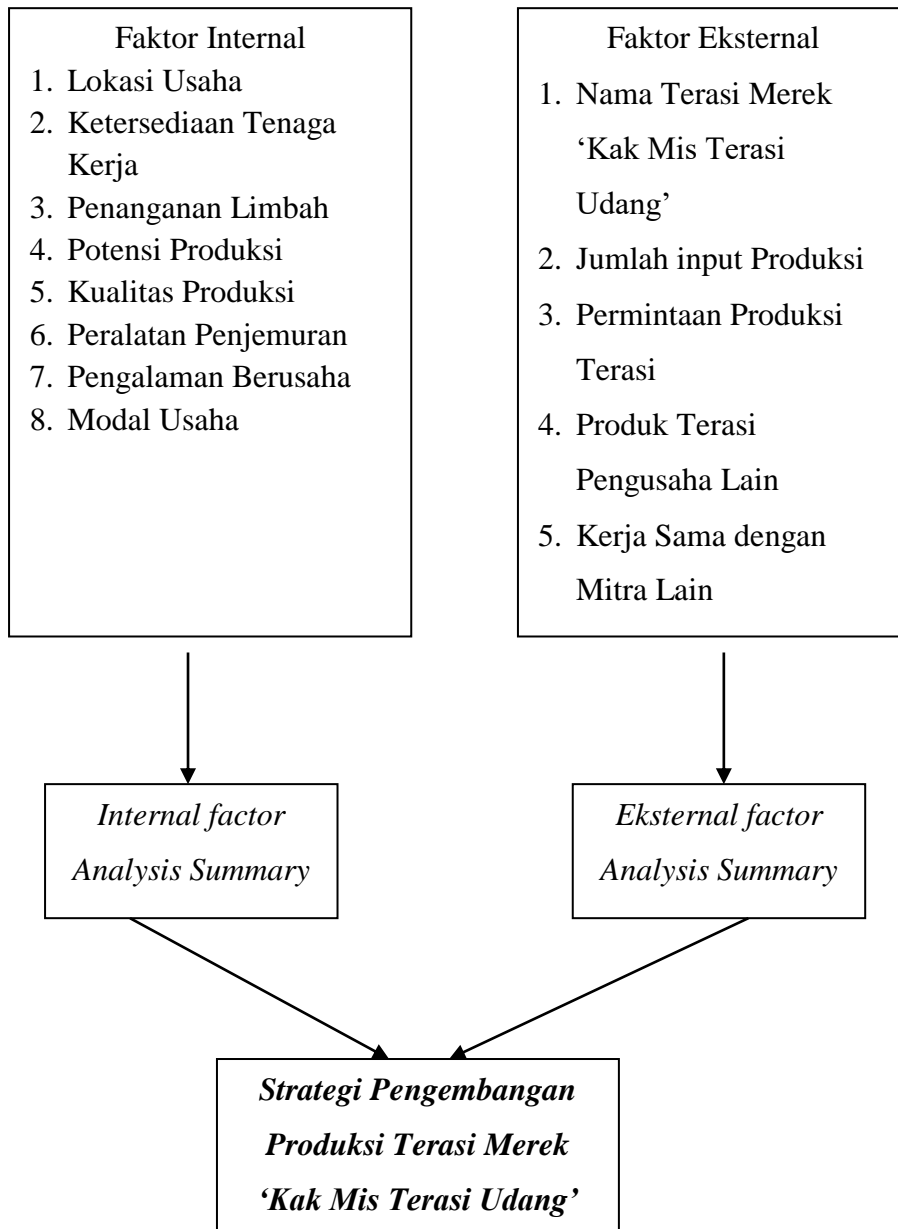 Faktor Internal
1. Lokasi Usaha
2. Ketersediaan Tenaga
Kerja
3. Penanganan Limbah
4. Potensi Produksi
5. Kualitas Produksi
6. Peralatan Penjemuran
7. Pengalaman Berusaha
8. Modal Usaha
Faktor Eksternal
1. Nama Terasi Merek
‘Kak Mis Terasi
Udang’
2. Jumlah input Produksi
3. Permintaan Produksi
Terasi
4. Produk Terasi
Pengusaha Lain
5. Kerja Sama dengan
Mitra Lain
Internal factor
Analysis Summary
Eksternal factor
Analysis Summary
Strategi Pengembangan
Produksi Terasi Merek
‘Kak Mis Terasi Udang’